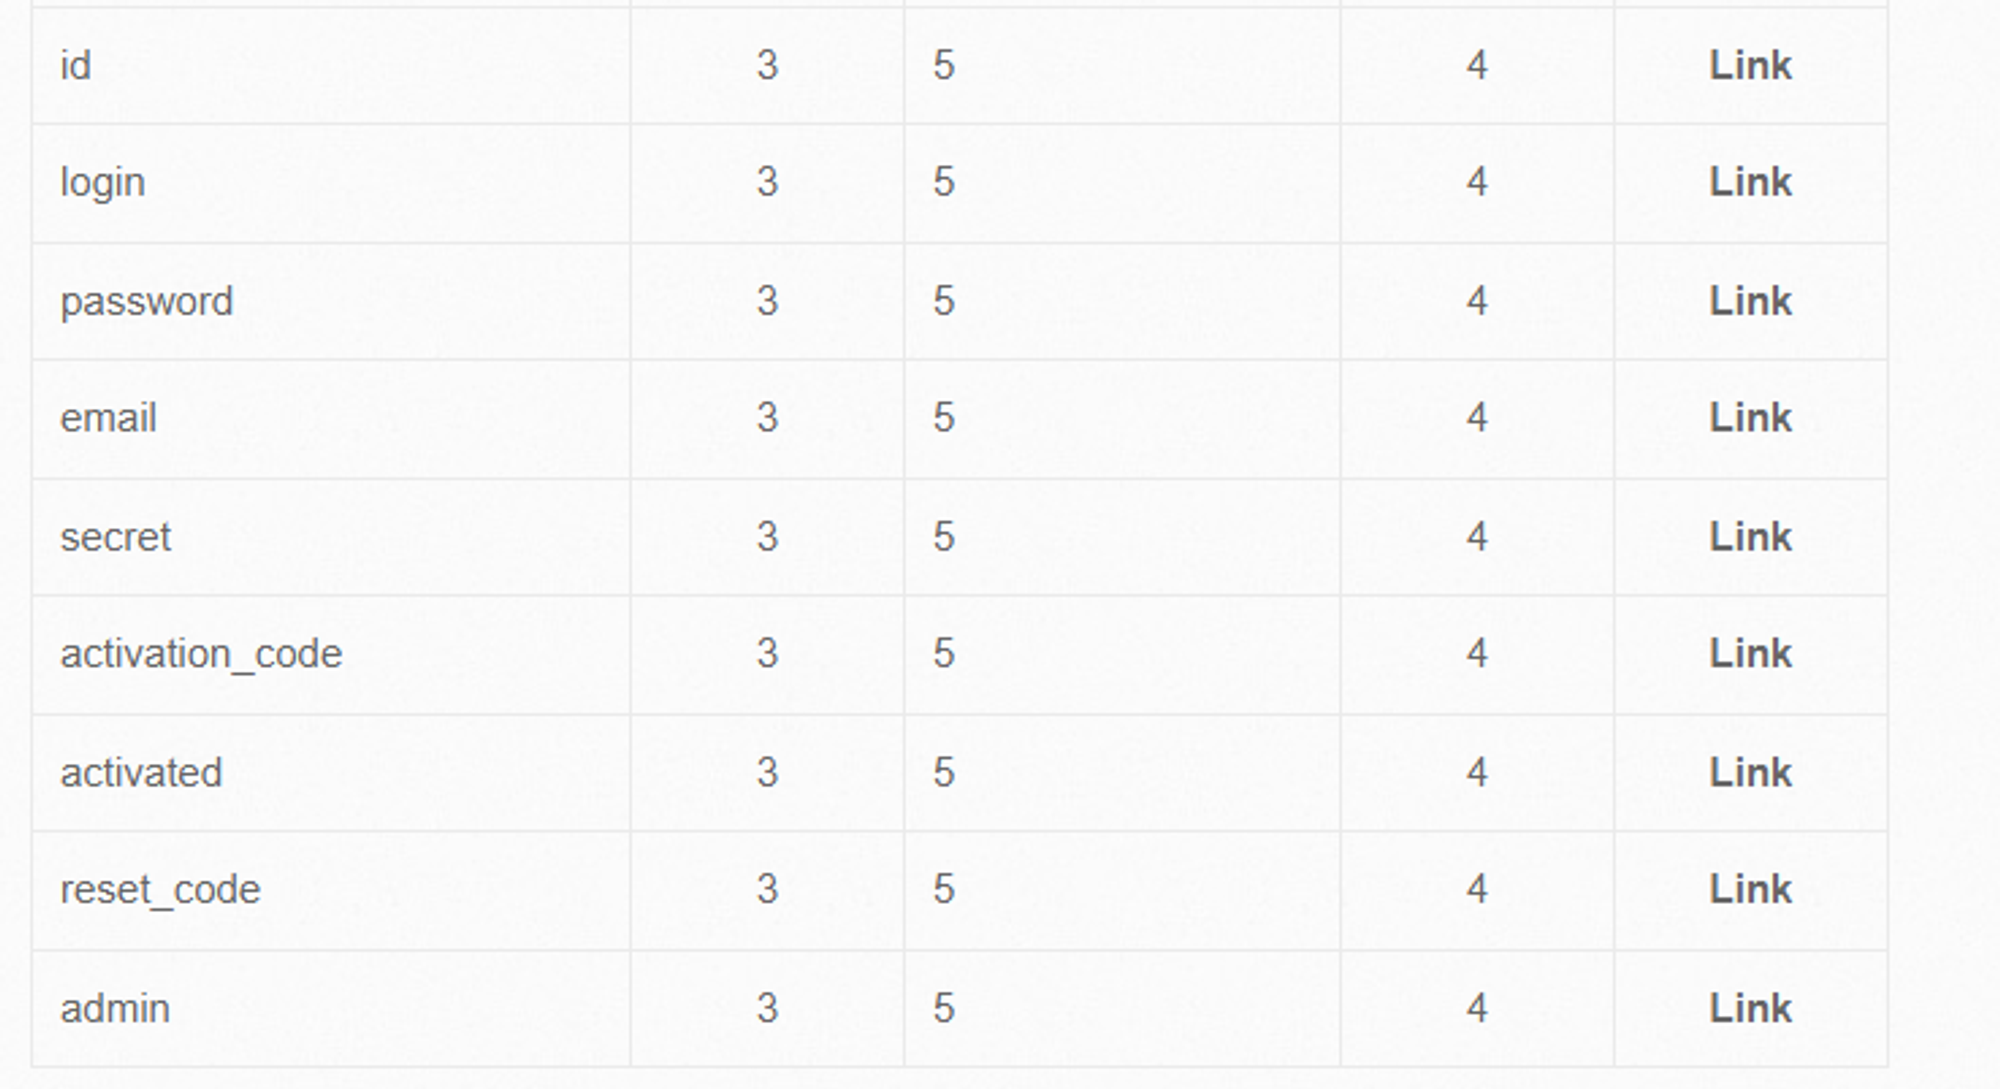 id 3 5 4 Link
login 3 5 4 Link
password 3 5 4 Link
email 3 5 4 Link
secret 3 5 4 Link
activation_code 3 5 4 Link
activated 3 5 4 Link
reset_code 3 5 4 Link
admin 3 5 4 Link